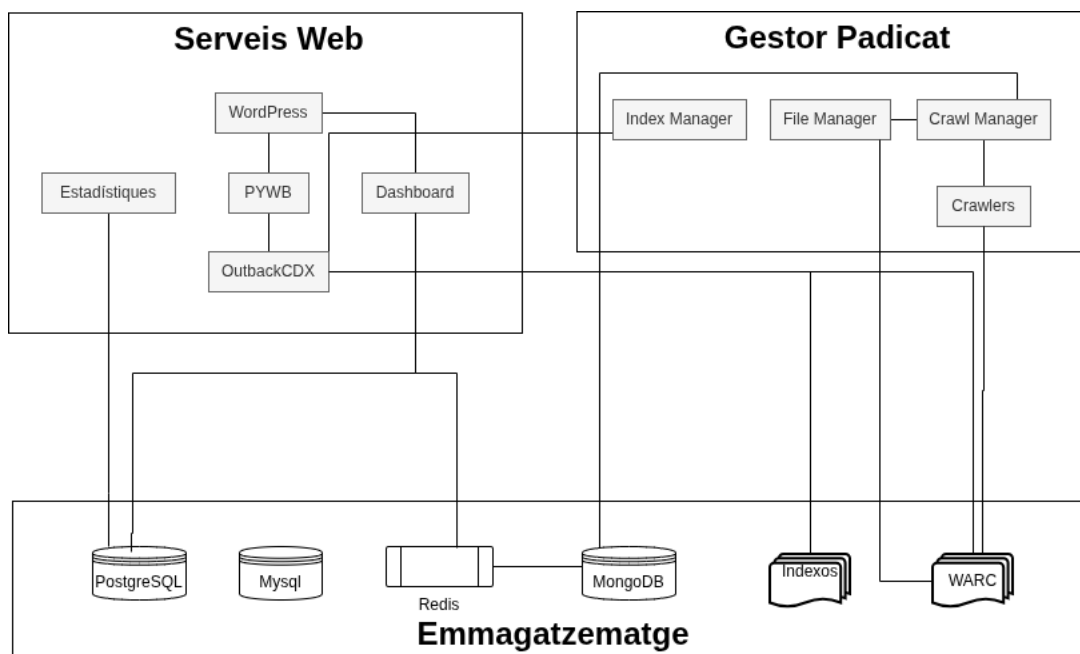 Serveis Web
Gestor Padicat
WordPress
Index Manager
File Manager
Crawl Manager
Estadístiques
PYWB
Dashboard
Crawlers
OutbackCDX
PostgreSQL
Mysql
Redis
MongoDB
Indexos
WARC
Emmagatzematge